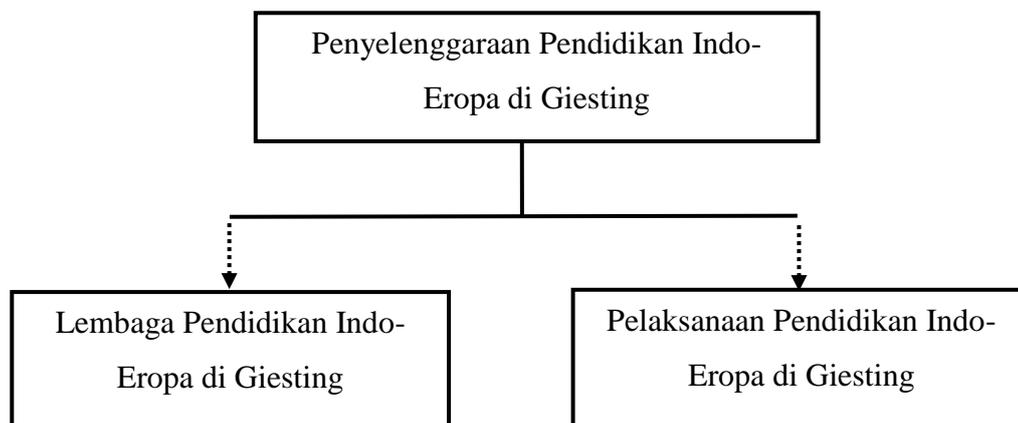 Penyelenggaraan Pendidikan Indo-
Eropa di Giesting
Lembaga Pendidikan Indo-
Eropa di Giesting
Pelaksanaan Pendidikan Indo-
Eropa di Giesting